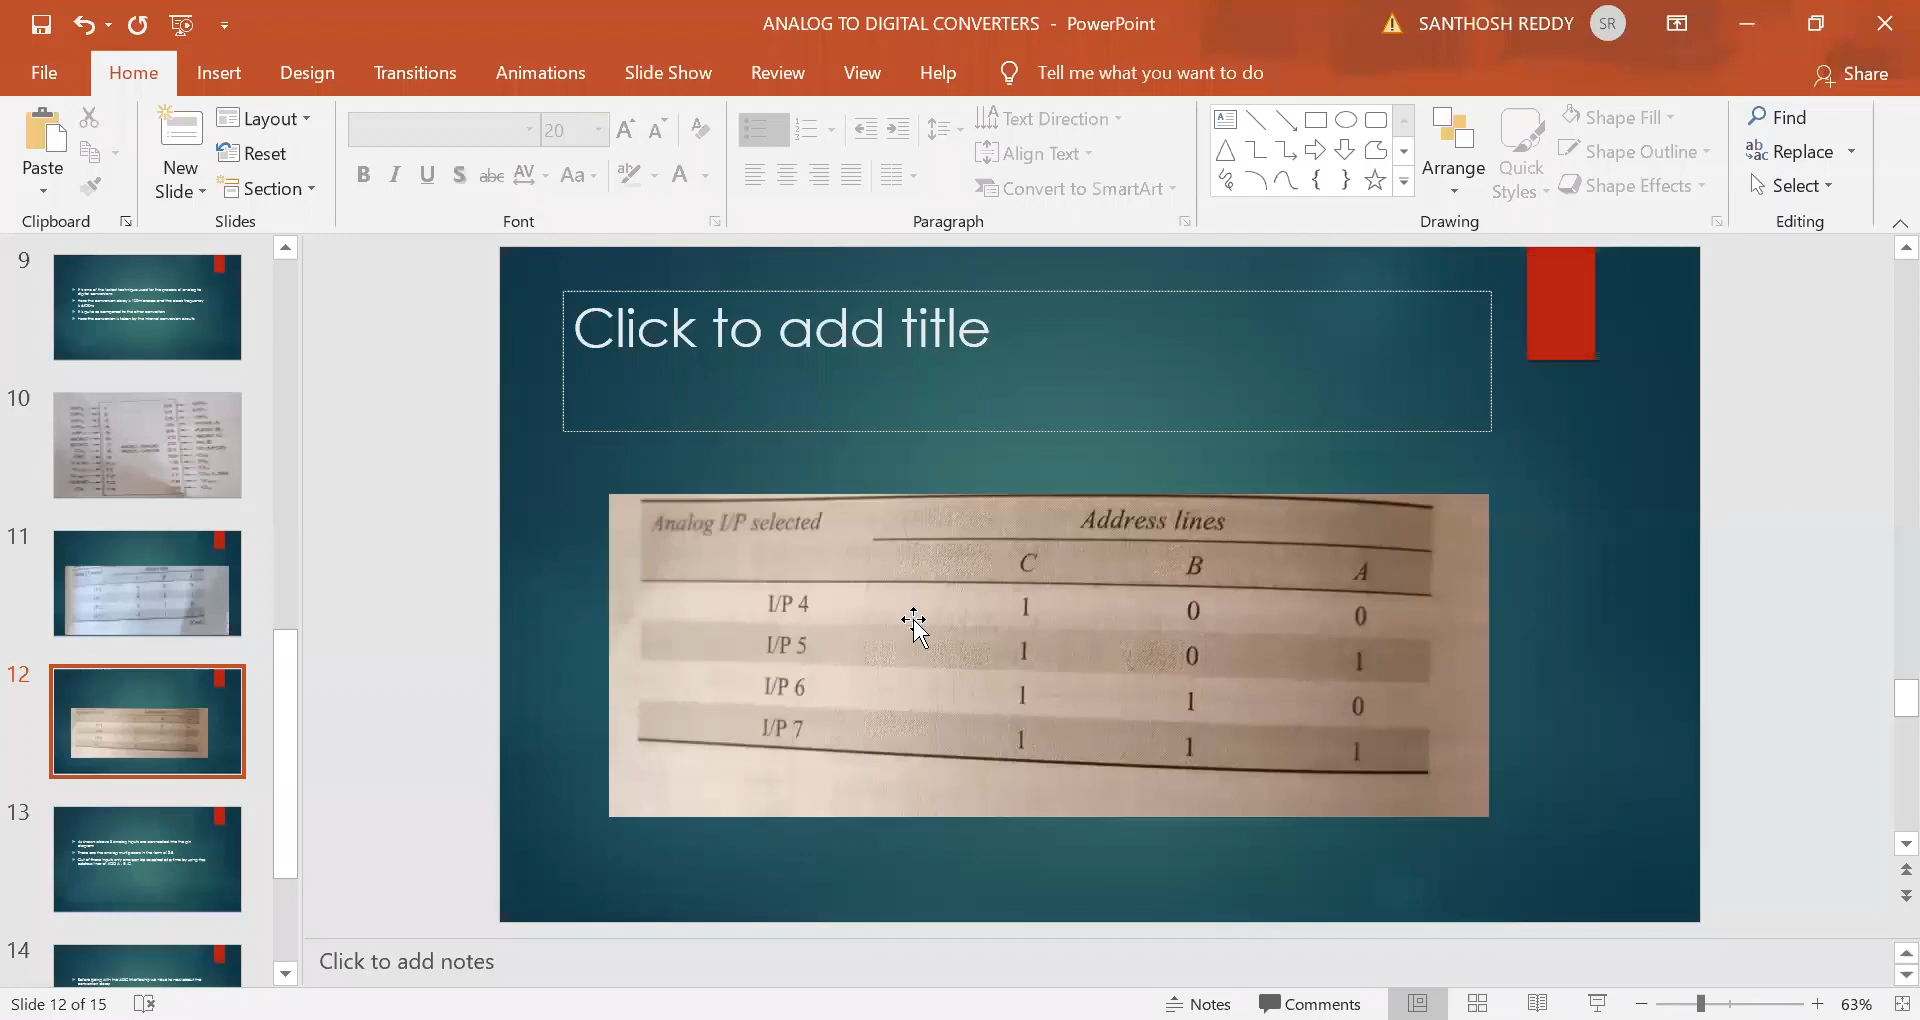 ANALOG TO DIGITAL CONVERTERS - PowerPoint
SANTHOSH REDDY SR
File Home Insert Design Transitions Animations Slide Show Review View Help Tell me what you want to do Share
Paste
New Slide
Layout
Reset
Section
20
B I U S abc AV Aa A
Text Direction
Align Text
Convert to SmartArt
Arrange
Quick Styles
Shape Fill
Shape Outline
Shape Effects
Find
Replace
Select
Clipboard Slides Font Paragraph Drawing Editing
9
10
11
12
13
14
Click to add title
Analog I/P selected Address lines
C B A
I/P 4 1 0 0
I/P 5 1 0 1
I/P 6 1 1 0
I/P 7 1 1 1
Click to add notes
Slide 12 of 15 Notes Comments 63%